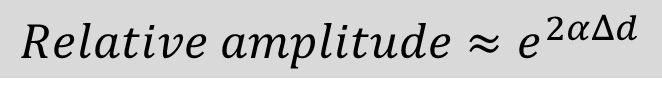 Relative amplitude ≈ e^{2αΔd}